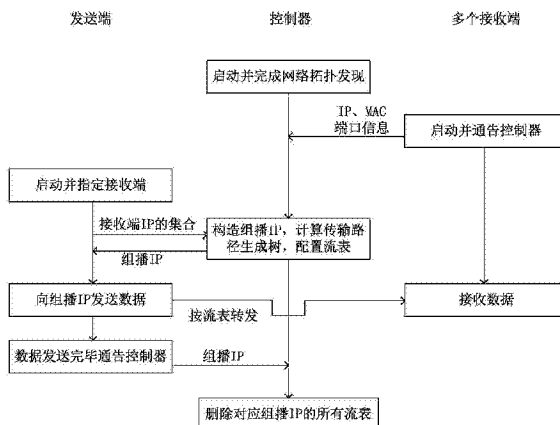 发送端
控制器
多个接收端
启动并完成网络拓扑发现
IP、MAC
端口信息
启动并通告控制器
启动并指定接收端
接收端IP的集合
组播IP
构造组播IP，计算传输路
径生成树，配置流表
向组播IP发送数据
按流表转发
接收数据
数据发送完毕通告控制器
组播IP
删除对应组播IP的所有流表